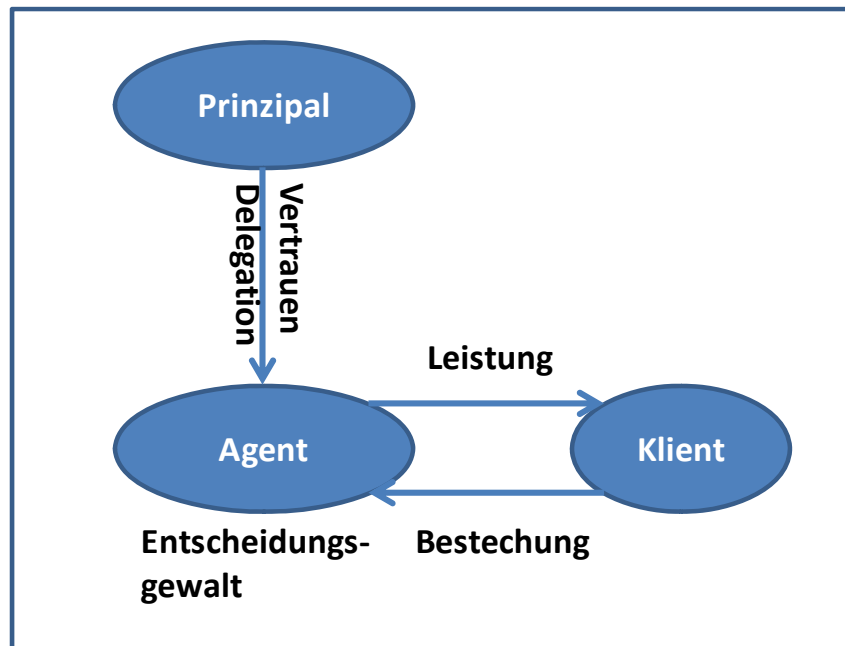 Prinzipal
Vertrauen
Delegation
Leistung
Agent
Klient
Entscheidungs-
gewalt
Bestechung